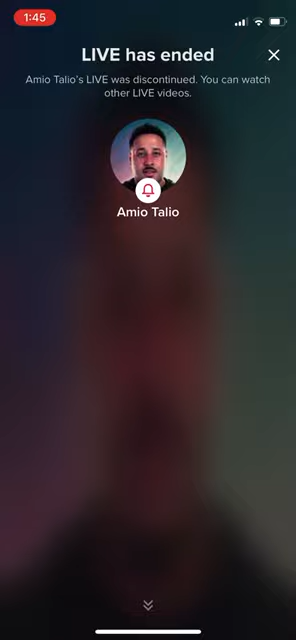 1:45
LIVE has ended
Amio Talio's LIVE was discontinued. You can watch
other LIVE videos.
Amio Talio